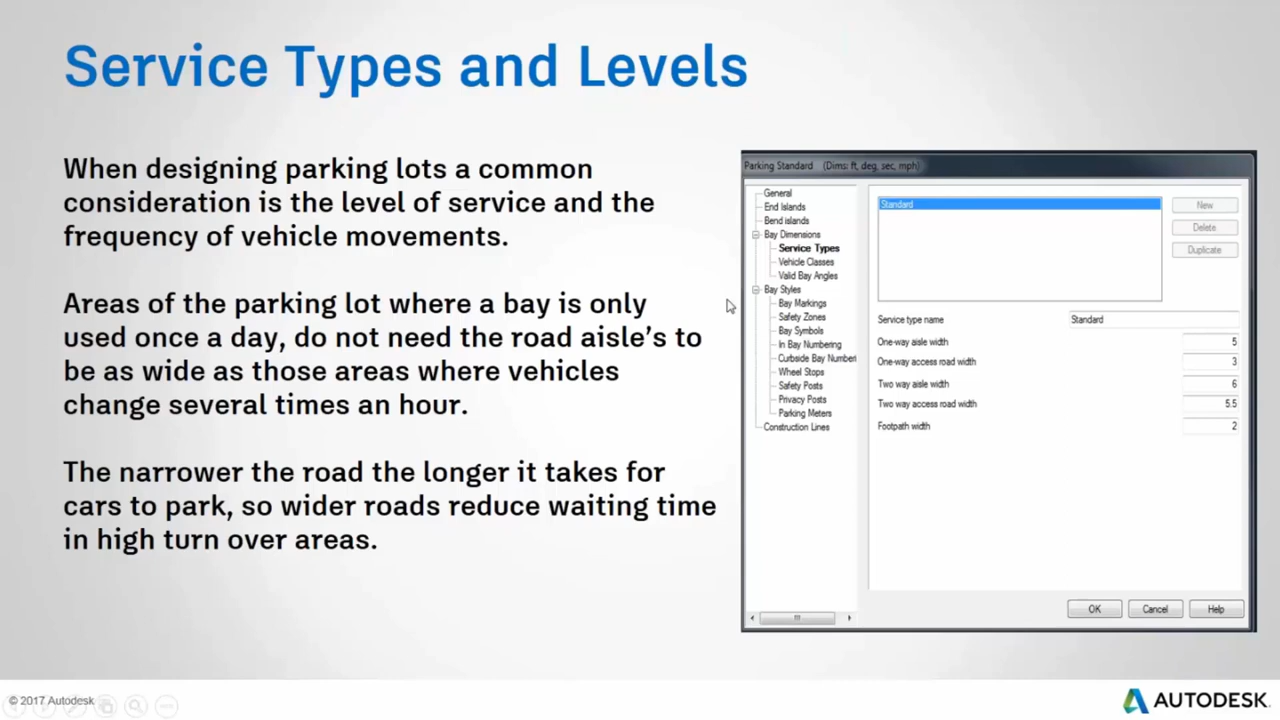 Service Types and Levels
When designing parking lots a common
consideration is the level of service and the
frequency of vehicle movements.
Areas of the parking lot where a bay is only
used once a day, do not need the road aisle's to
be as wide as those areas where vehicles
change several times an hour.
The narrower the road the longer it takes for
cars to park, so wider roads reduce waiting time
in high turn over areas.
Parking Standard (Dims: ft, deg, sec, mph)
General
End Islands
Bend islands
Bay Dimensions
Service Types
Vehicle Classes
Valid Bay Angles
Bay Styles
Bay Markings
Safety Zones
Bay Symbols
In Bay Numbering
Curbside Bay Numberi
Wheel Stops
Safety Posts
Privacy Posts
Parking Meters
Construction Lines
Standard
New
Delete
Duplicate
Service type name Standard
One-way aisle width 5
One-way access road width 3
Two way aisle width 6
Two way access road width 5.5
Footpath width 2
OK Cancel Help
© 2017 Autodesk
AUTODESK.